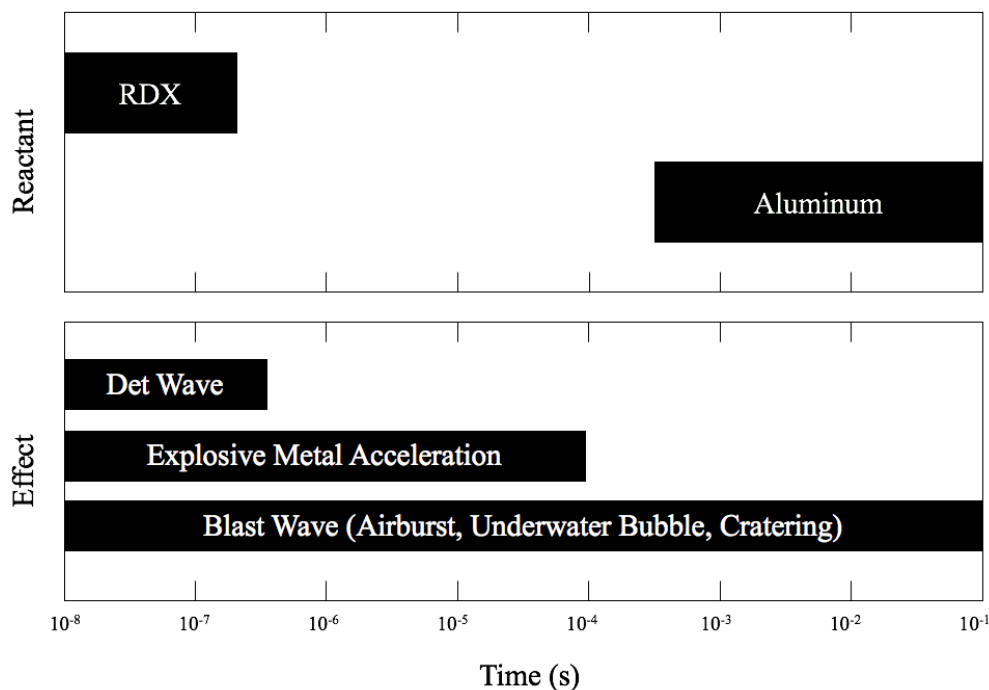 Reactant
RDX
Aluminum
Effect
Det Wave
Explosive Metal Acceleration
Blast Wave (Airburst, Underwater Bubble, Cratering)
10⁻⁸ 10⁻⁷ 10⁻⁶ 10⁻⁵ 10⁻⁴ 10⁻³ 10⁻² 10⁻¹
Time (s)